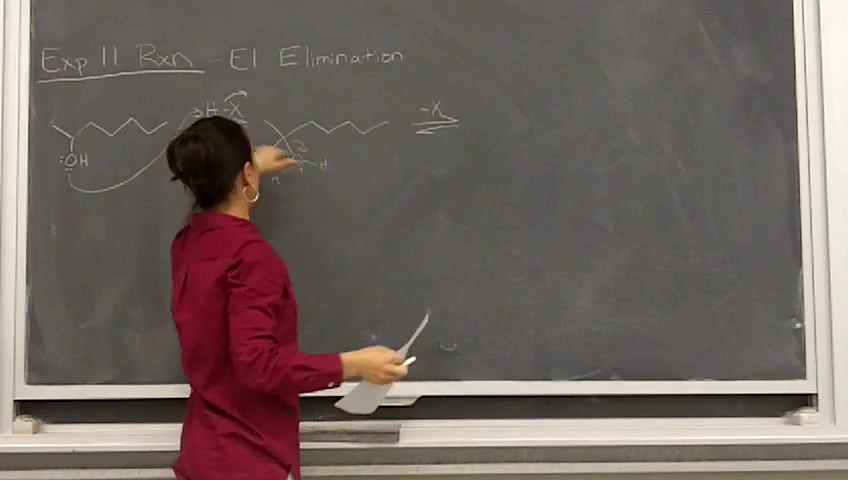 Exp 11 Rxn - E1 Elimination
H-X
-X
:OH
H
H